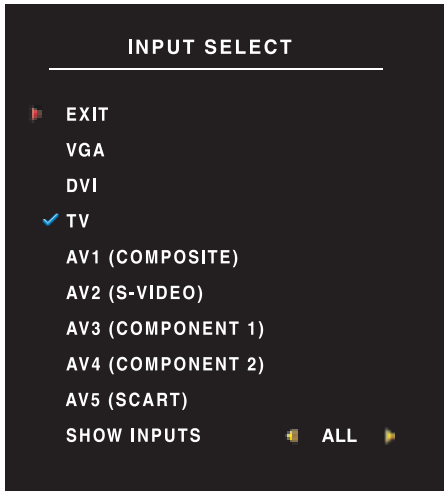 INPUT SELECT
EXIT
VGA
DVI
TV
AV1 (COMPOSITE)
AV2 (S-VIDEO)
AV3 (COMPONENT 1)
AV4 (COMPONENT 2)
AV5 (SCART)
SHOW INPUTS ALL